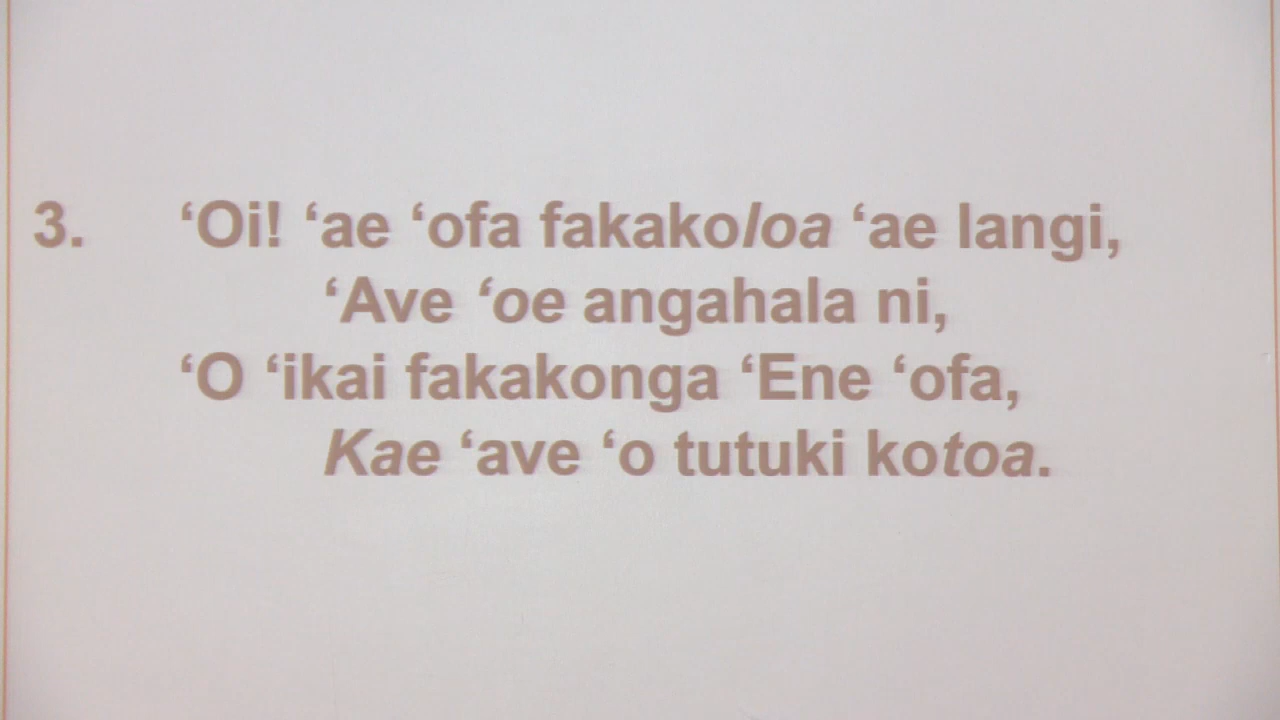 3. ‘Oi! ‘ae ‘ofa fakakoloa ‘ae langi,
‘Ave ‘oe angahala ni,
‘O ‘ikai fakakonga ‘Ene ‘ofa,
Kae ‘ave ‘o tutuki kotoa.